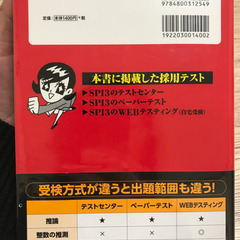 9784800312549
定価 本体1400円 +税
1922030014002
本書に掲載した採用テスト
▶SPI3のテストセンター
▶SPI3のペーパーテスト
▶SPI3のWEBテスティング(自宅受検)
受検方式が違うと出題範囲も違う!
テストセンター ペーパーテスト WEBテスティング
推論 ★ ★ ★
整数の推測 × × ◎